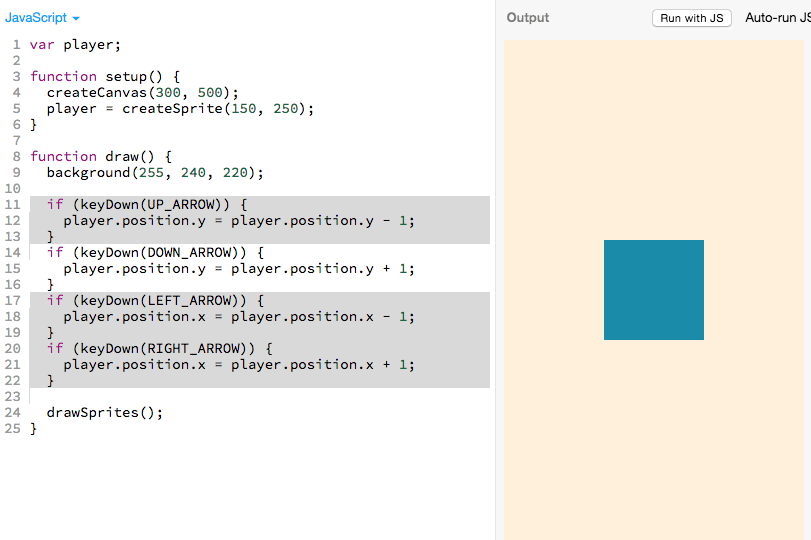 JavaScript
Output Run with JS Auto-run JS
1 var player;
2
3 function setup() {
4 createCanvas(300, 500);
5 player = createSprite(150, 250);
6 }
7
8 function draw() {
9 background(255, 240, 220);
10
11 if (keyDown(UP_ARROW)) {
12 player.position.y = player.position.y - 1;
13 }
14 if (keyDown(DOWN_ARROW)) {
15 player.position.y = player.position.y + 1;
16 }
17 if (keyDown(LEFT_ARROW)) {
18 player.position.x = player.position.x - 1;
19 }
20 if (keyDown(RIGHT_ARROW)) {
21 player.position.x = player.position.x + 1;
22 }
23
24 drawSprites();
25 }